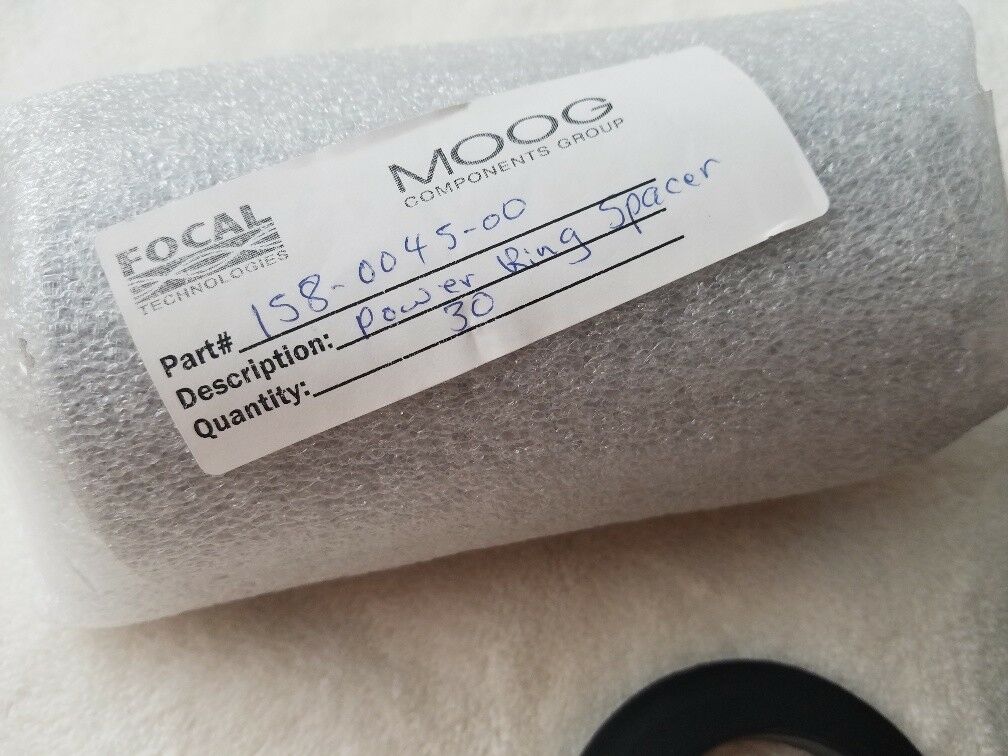 FOCAL
TECHNOLOGIES
MOOG
COMPONENTS GROUP
Part# 158-0045-00
Description: Power Ring Spacer
Quantity: 30